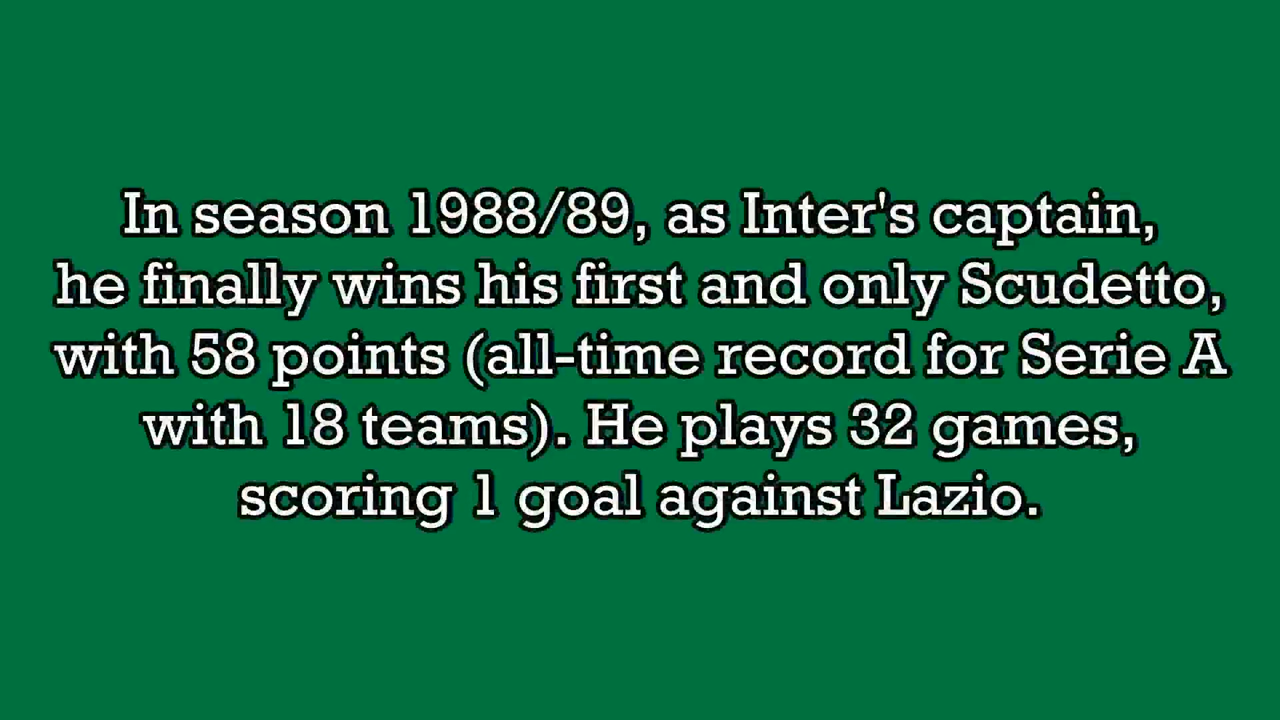 In season 1988/89, as Inter's captain,
he finally wins his first and only Scudetto,
with 58 points (all-time record for Serie A
with 18 teams). He plays 32 games,
scoring 1 goal against Lazio.